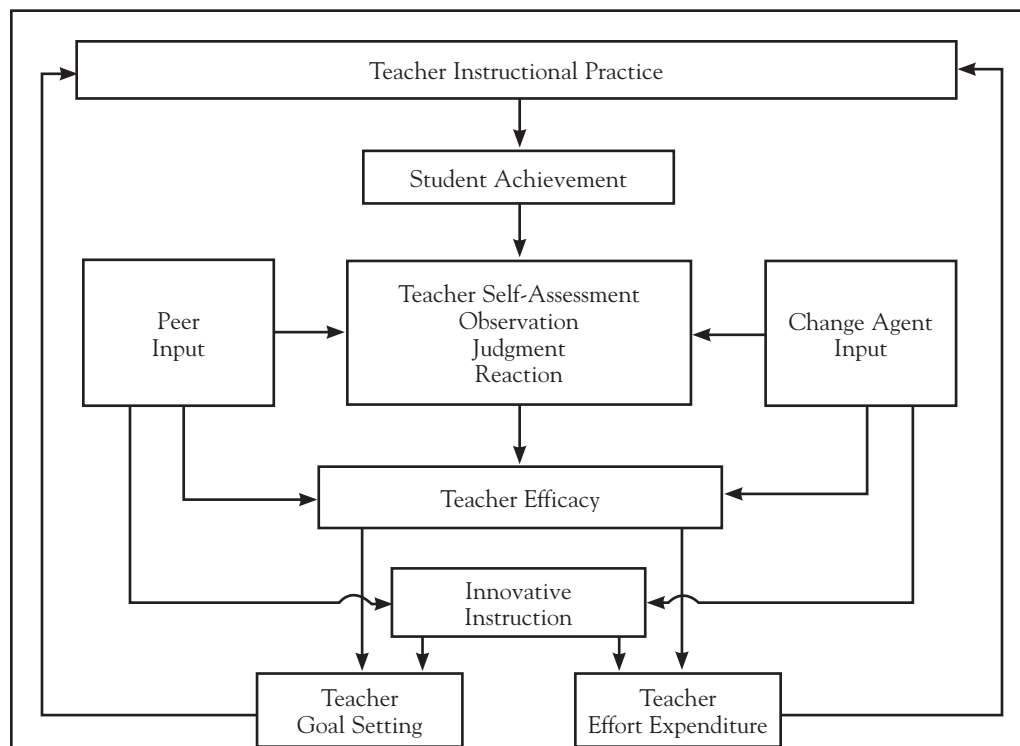 Teacher Instructional Practice
Student Achievement
Peer
Input
Teacher Self-Assessment
Observation
Judgment
Reaction
Change Agent
Input
Teacher Efficacy
Innovative
Instruction
Teacher
Goal Setting
Teacher
Effort Expenditure